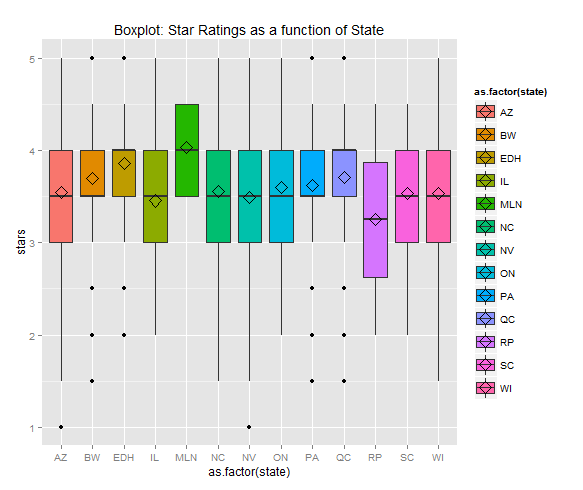 Boxplot: Star Ratings as a function of State
5
4
3
2
1
stars
AZ BW EDH IL MLN NC NV ON PA QC RP SC WI
as.factor(state)
as.factor(state)
AZ
BW
EDH
IL
MLN
NC
NV
ON
PA
QC
RP
SC
WI